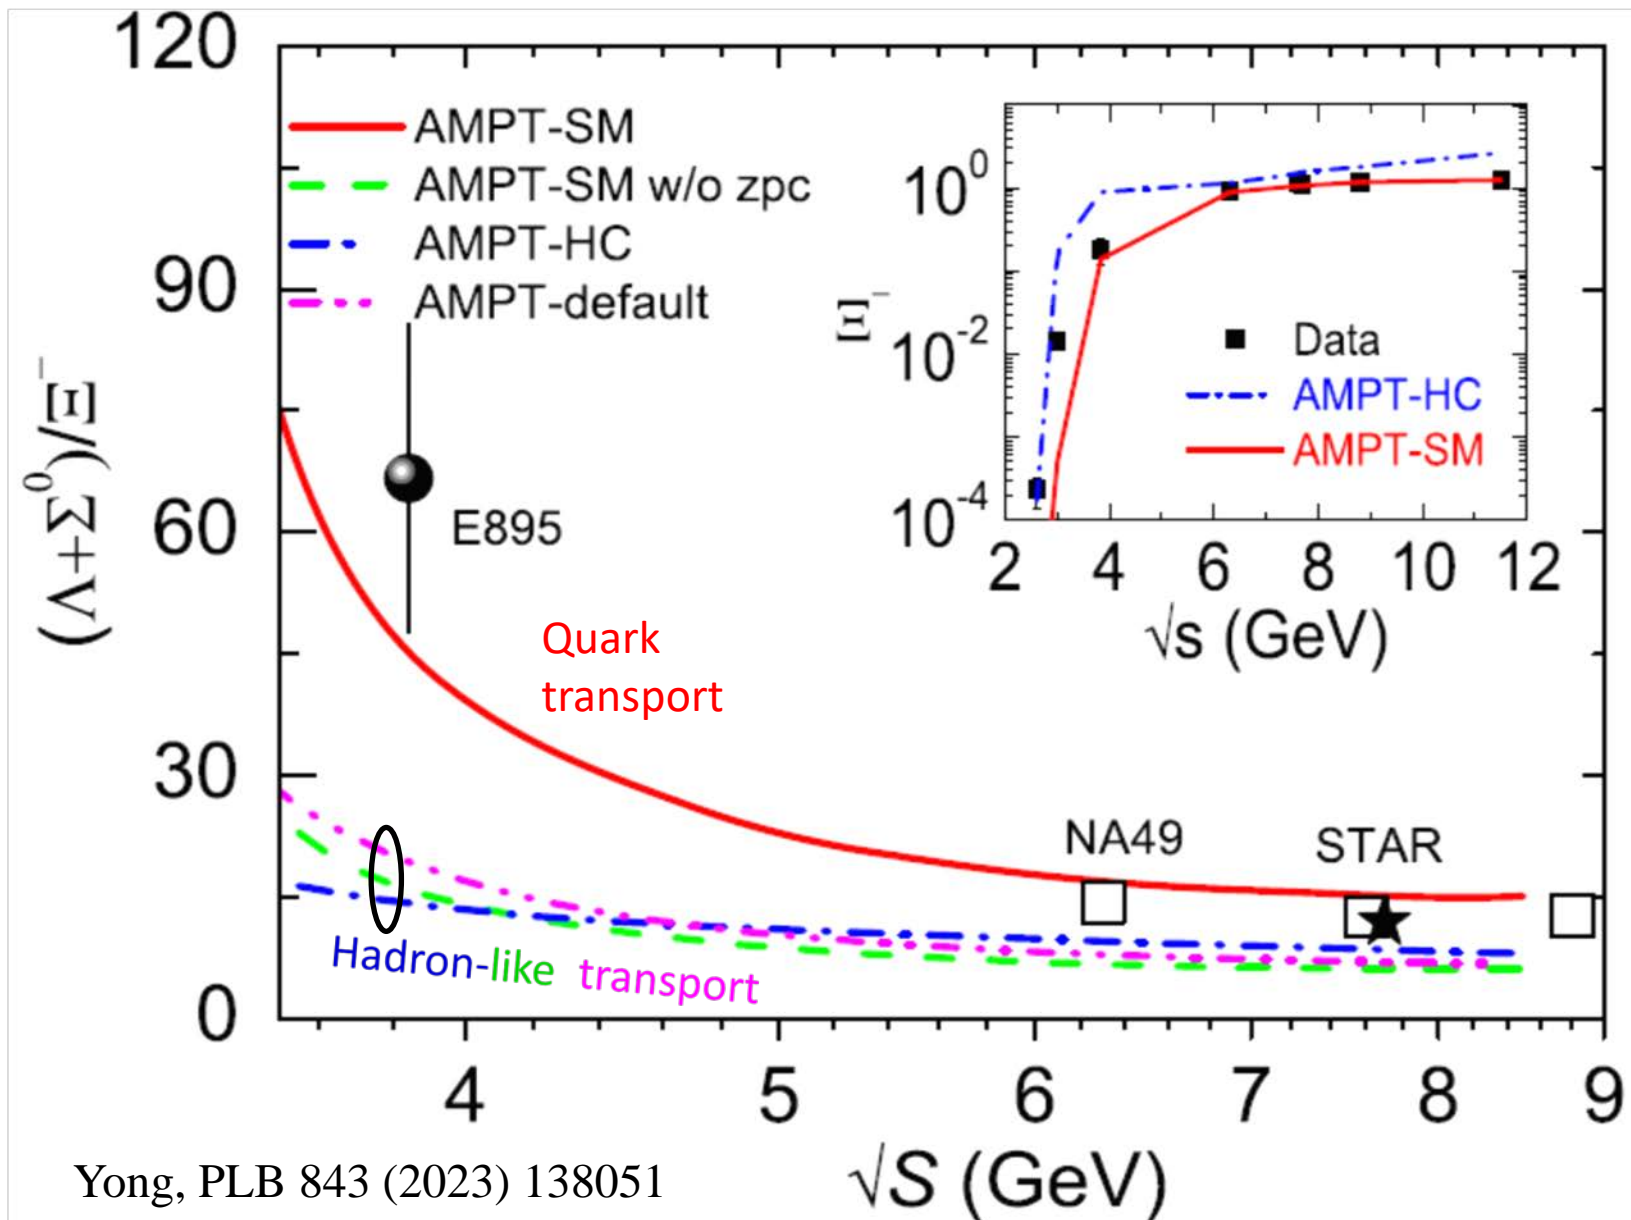 120
90
60
30
0
(Λ+Σ⁰)/Ξ⁻
AMPT-SM
AMPT-SM w/o zpc
AMPT-HC
AMPT-default
E895
Quark
transport
NA49
STAR
Hadron-like transport
4 5 6 7 8 9
√S (GeV)
10⁰
10⁻²
10⁻⁴
Ξ⁻
Data
AMPT-HC
AMPT-SM
2 4 6 8 10 12
√s (GeV)
Yong, PLB 843 (2023) 138051